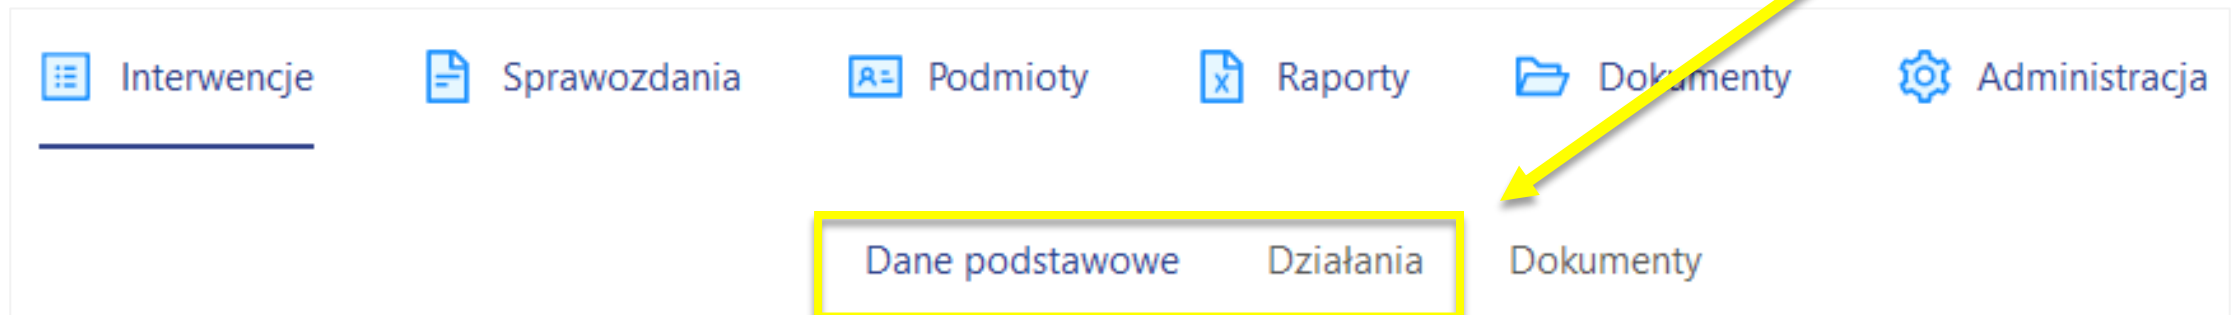 Interwencje Sprawozdania Podmioty Raporty Dokumenty Administracja
Dane podstawowe Działania Dokumenty